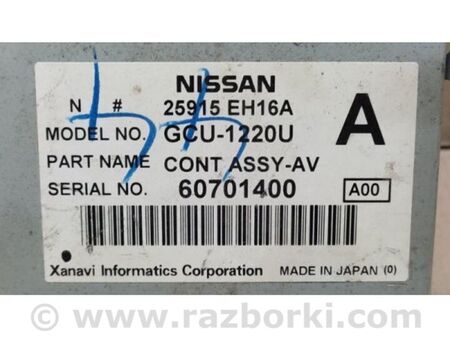 NISSAN
N # 25915 EH16A
MODEL NO. GCU-1220U A
PART NAME CONT ASSY-AV
SERIAL NO. 60701400 A00
Xanavi Informatics Corporation MADE IN JAPAN (0)
44
© www.razborki.com